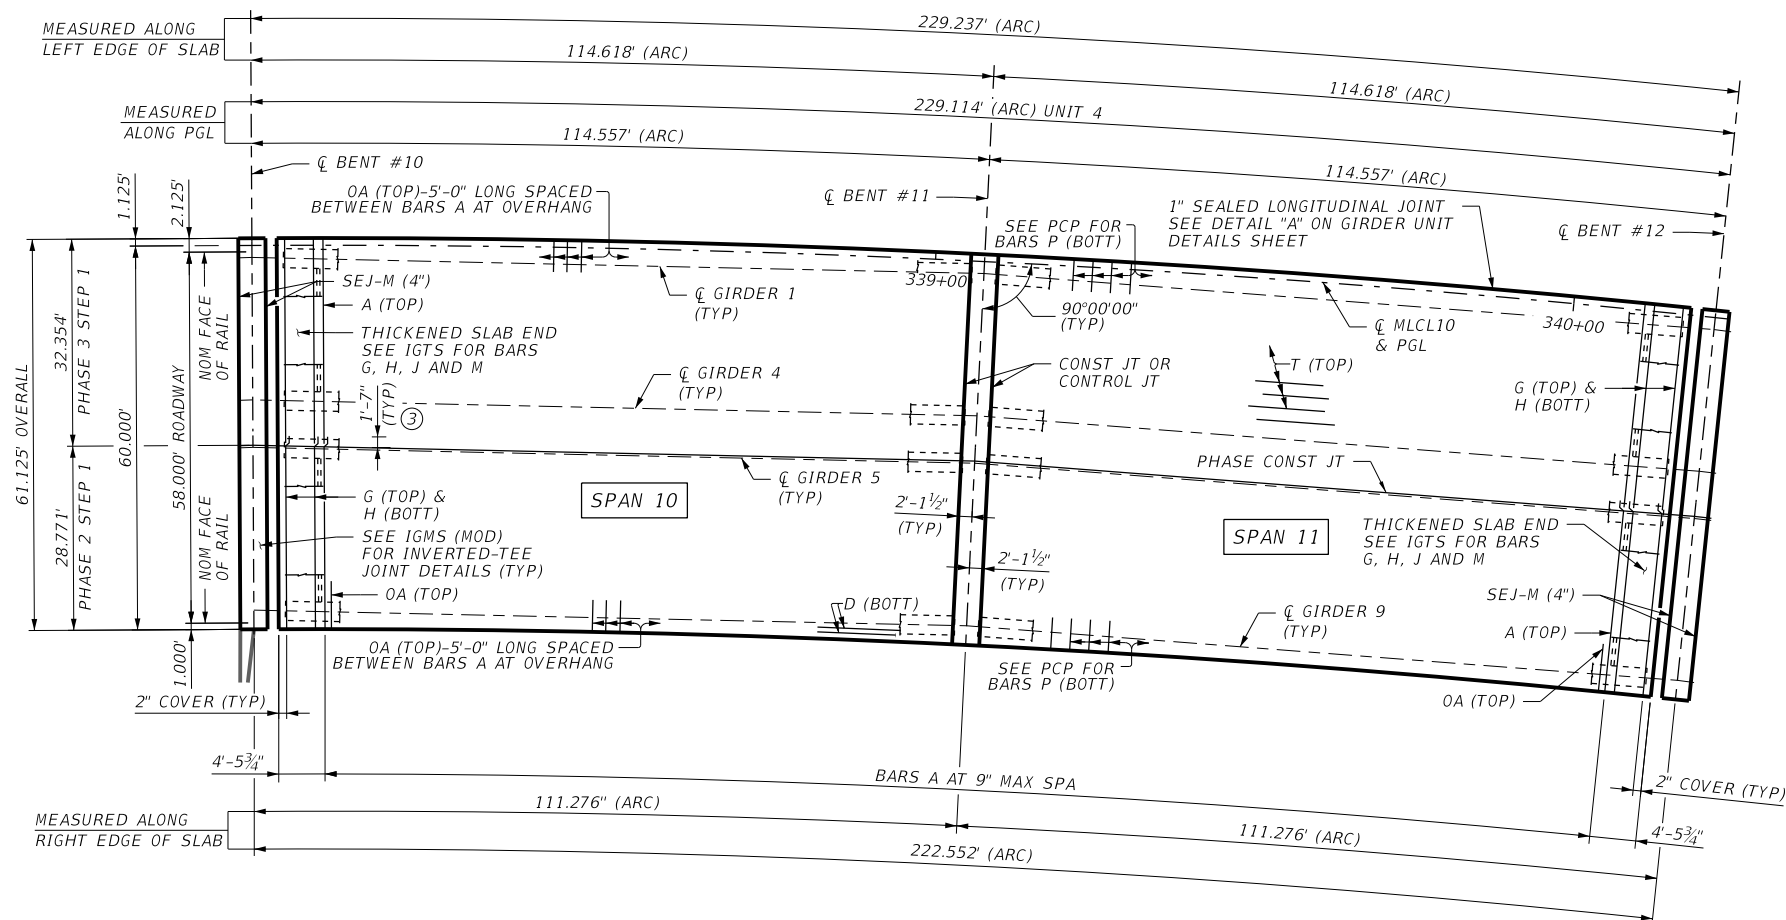 MEASURED ALONG
LEFT EDGE OF SLAB
229.237' (ARC)
114.618' (ARC)
114.618' (ARC)
MEASURED
ALONG PGL
229.114' (ARC) UNIT 4
114.557' (ARC)
114.557' (ARC)
℄ BENT #10
℄ BENT #11
℄ BENT #12
OA (TOP)-5'-0" LONG SPACED
BETWEEN BARS A AT OVERHANG
SEE PCP FOR
BARS P (BOTT)
1" SEALED LONGITUDINAL JOINT
SEE DETAIL "A" ON GIRDER UNIT
DETAILS SHEET
1.125'
2.125'
61.125' OVERALL
32.354'
PHASE 3 STEP 1
28.771'
PHASE 2 STEP 1
60.000'
58.000' ROADWAY
NOM FACE
OF RAIL
NOM FACE
OF RAIL
1.000'
SEJ-M (4")
A (TOP)
THICKENED SLAB END
SEE IGTS FOR BARS
G, H, J AND M
1'-7"
(TYP)
3
℄ GIRDER 1
(TYP)
℄ GIRDER 4
(TYP)
℄ GIRDER 5
(TYP)
339+00
90°00'00"
(TYP)
CONST JT OR
CONTROL JT
℄ MLCL10
& PGL
340+00
T (TOP)
G (TOP) &
H (BOTT)
PHASE CONST JT
G (TOP) &
H (BOTT)
SPAN 10
SEE IGMS (MOD)
FOR INVERTED-TEE
JOINT DETAILS (TYP)
OA (TOP)
2'-1½"
(TYP)
2'-1½"
(TYP)
SPAN 11
THICKENED SLAB END
SEE IGTS FOR BARS
G, H, J AND M
SEJ-M (4")
A (TOP)
D (BOTT)
℄ GIRDER 9
(TYP)
OA (TOP)-5'-0" LONG SPACED
BETWEEN BARS A AT OVERHANG
SEE PCP FOR
BARS P (BOTT)
OA (TOP)
2" COVER (TYP)
4'-5¾"
BARS A AT 9" MAX SPA
2" COVER (TYP)
4'-5¾"
MEASURED ALONG
RIGHT EDGE OF SLAB
111.276" (ARC)
111.276' (ARC)
222.552' (ARC)